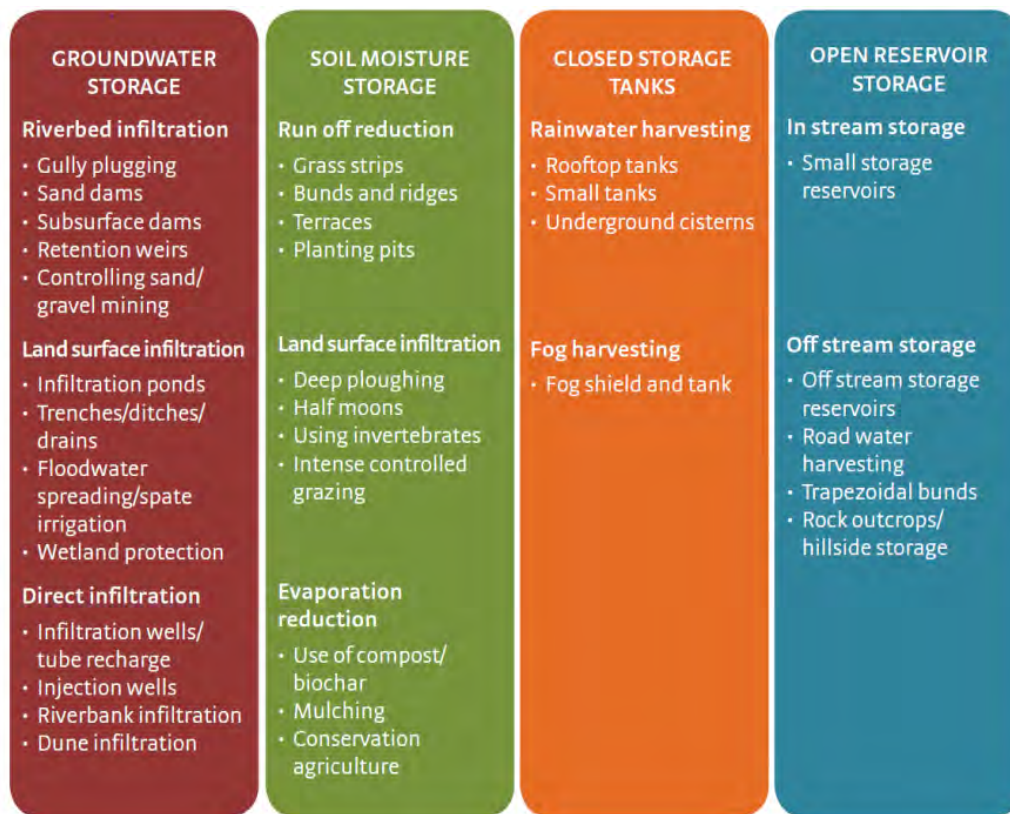 GROUNDWATER
STORAGE
Riverbed infiltration
• Gully plugging
• Sand dams
• Subsurface dams
• Retention weirs
• Controlling sand/
gravel mining
Land surface infiltration
• Infiltration ponds
• Trenches/ditches/
drains
• Floodwater
spreading/spate
irrigation
• Wetland protection
Direct infiltration
• Infiltration wells/
tube recharge
• Injection wells
• Riverbank infiltration
• Dune infiltration
SOIL MOISTURE
STORAGE
Run off reduction
• Grass strips
• Bunds and ridges
• Terraces
• Planting pits
Land surface infiltration
• Deep ploughing
• Half moons
• Using invertebrates
• Intense controlled
grazing
Evaporation
reduction
• Use of compost/
biochar
• Mulching
• Conservation
agriculture
CLOSED STORAGE
TANKS
Rainwater harvesting
• Rooftop tanks
• Small tanks
• Underground cisterns
Fog harvesting
• Fog shield and tank
OPEN RESERVOIR
STORAGE
In stream storage
• Small storage
reservoirs
Off stream storage
• Off stream storage
reservoirs
• Road water
harvesting
• Trapezoidal bunds
• Rock outcrops/
hillside storage